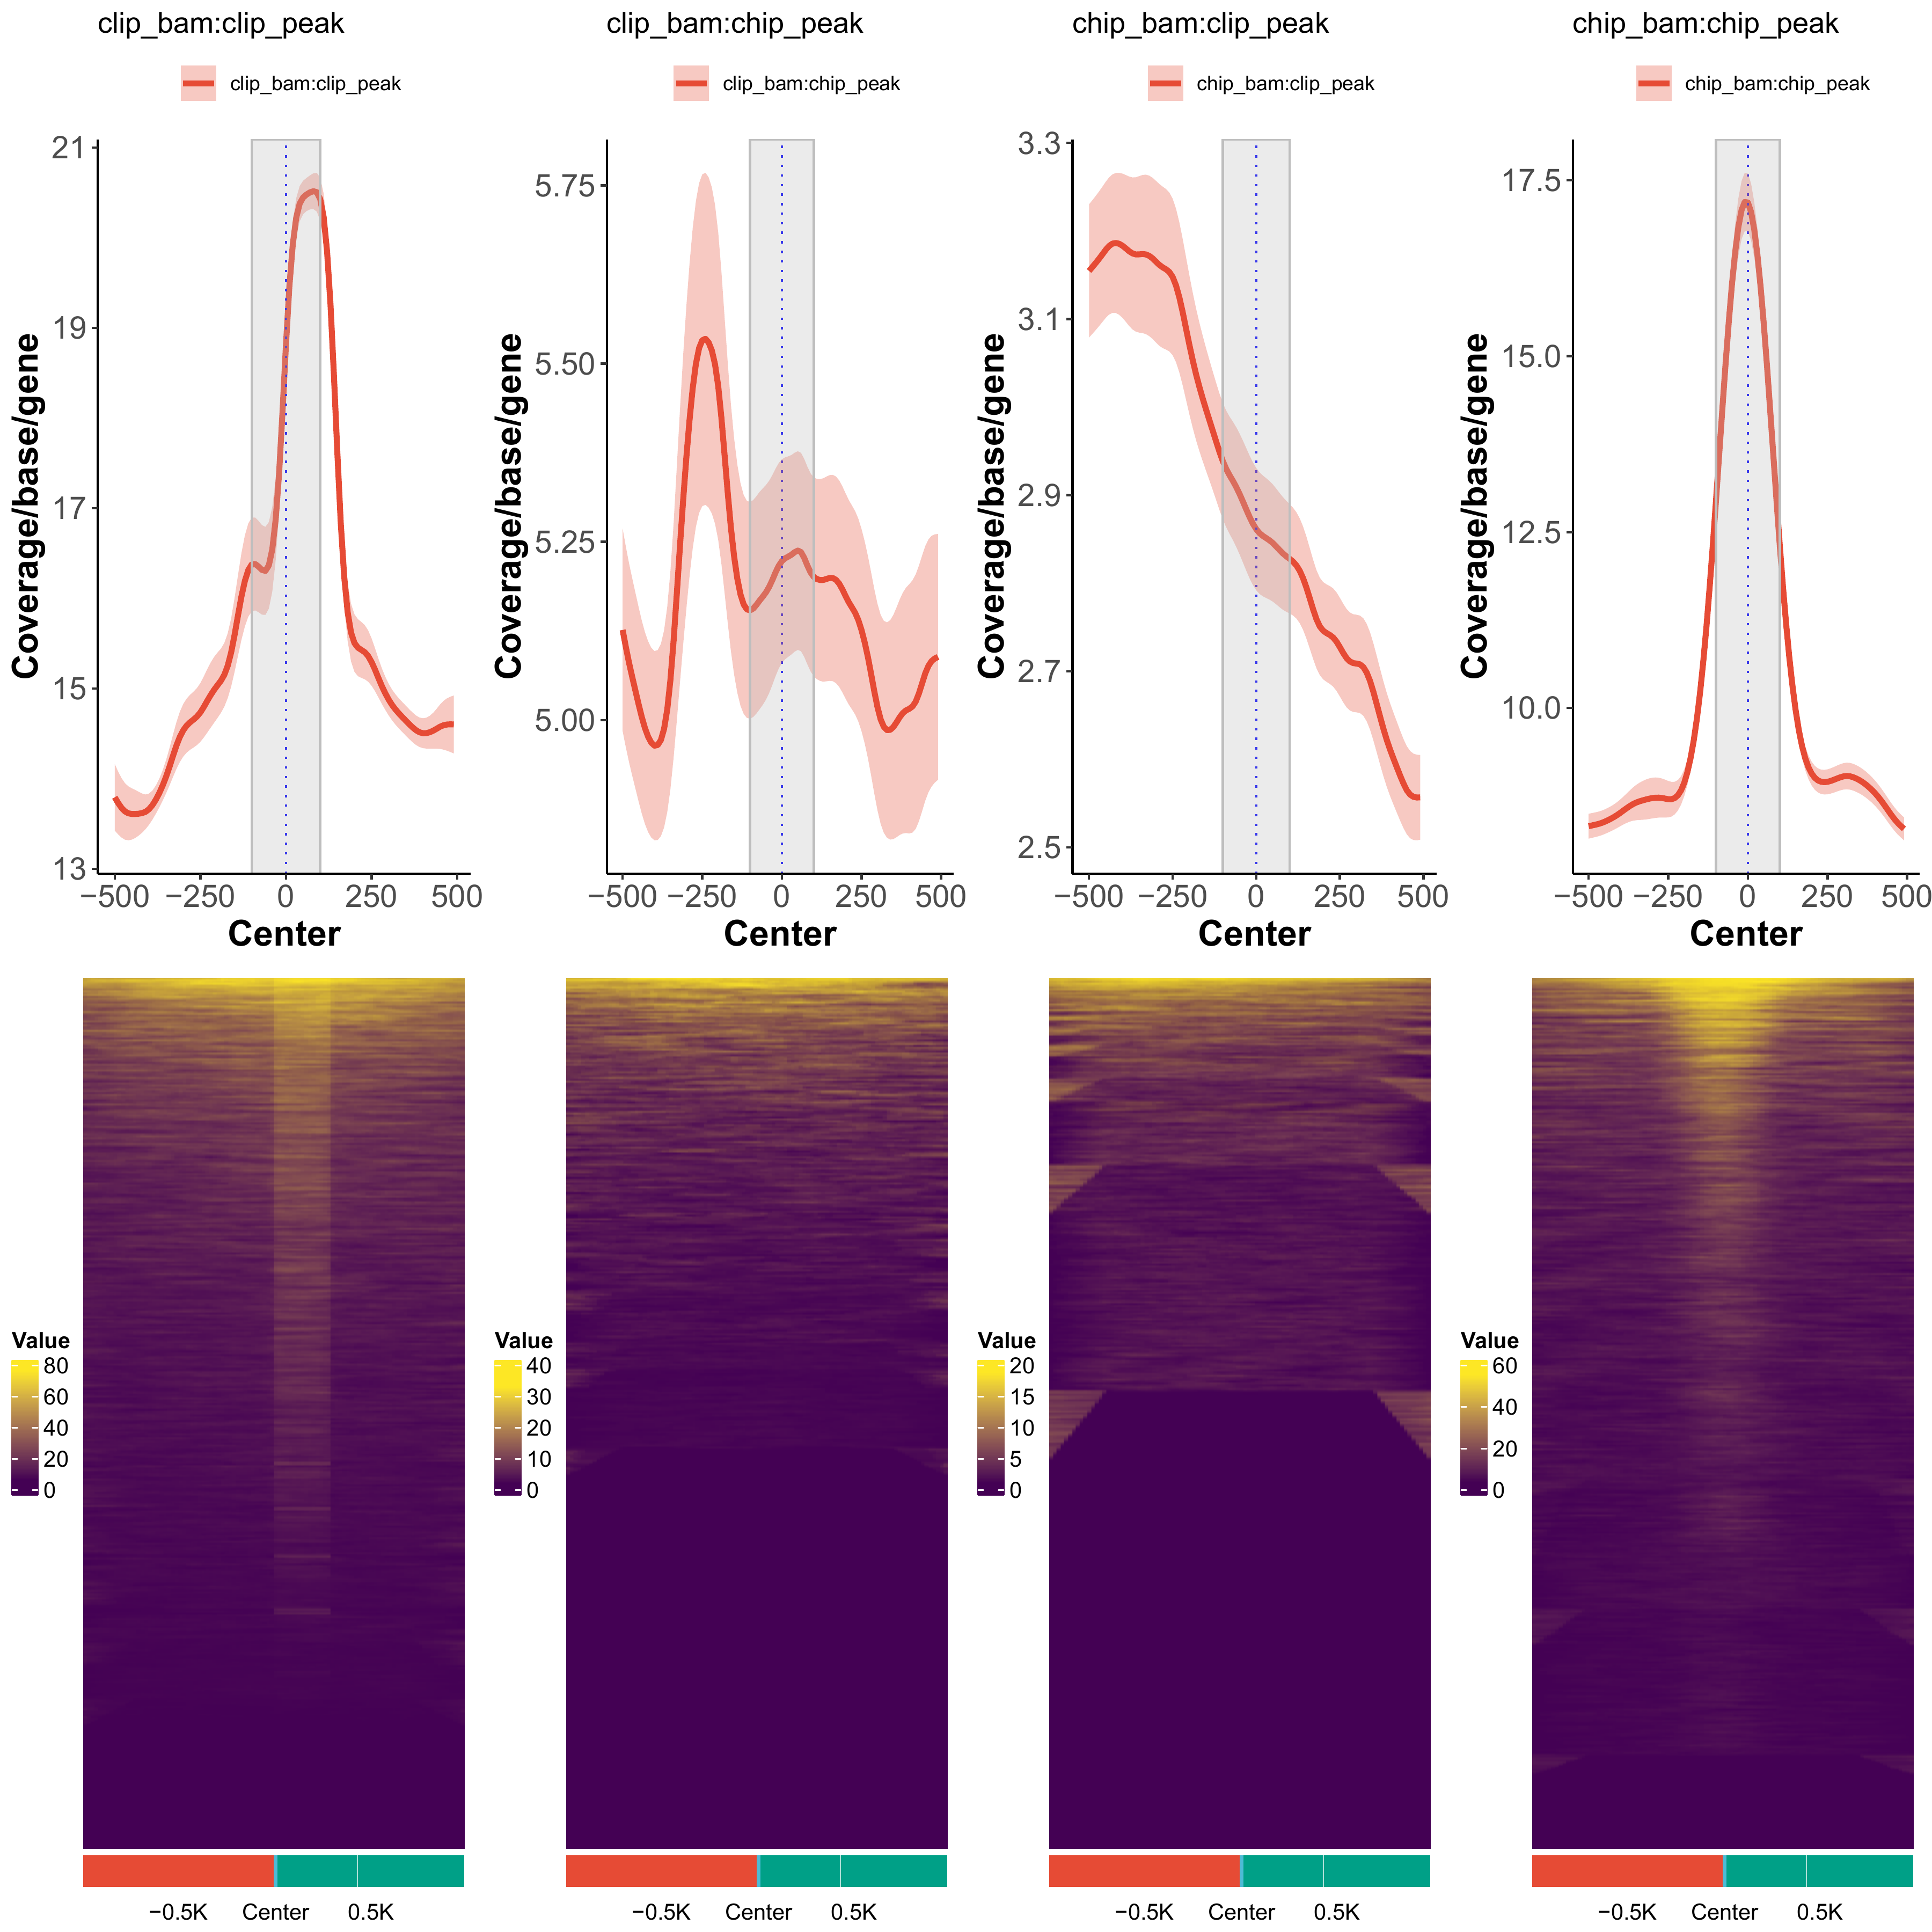 clip_bam:clip_peak
clip_bam:chip_peak
chip_bam:clip_peak
chip_bam:chip_peak
clip_bam:clip_peak
clip_bam:chip_peak
chip_bam:clip_peak
chip_bam:chip_peak
Coverage/base/gene
21
19
17
15
13
−500 −250 0 250 500
Center
Coverage/base/gene
5.75
5.50
5.25
5.00
−500 −250 0 250 500
Center
Coverage/base/gene
3.3
3.1
2.9
2.7
2.5
−500 −250 0 250 500
Center
Coverage/base/gene
17.5
15.0
12.5
10.0
−500 −250 0 250 500
Center
Value
80
60
40
20
0
−0.5K Center 0.5K
Value
40
30
20
10
0
−0.5K Center 0.5K
Value
20
15
10
5
0
−0.5K Center 0.5K
Value
60
40
20
0
−0.5K Center 0.5K